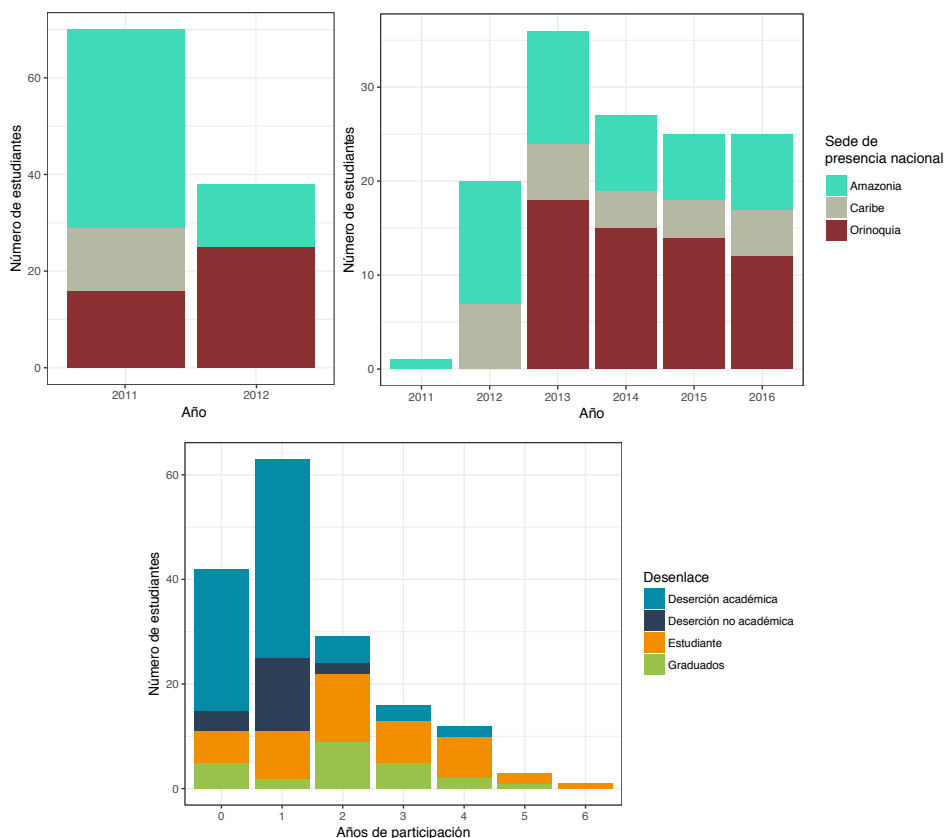 Número de estudiantes
60
40
20
0
2011
2012
Año
Número de estudiantes
30
20
10
0
2011
2012
2013
2014
2015
2016
Año
Sede de
presencia nacional
Amazonia
Caribe
Orinoquia
Número de estudiantes
60
40
20
0
0
1
2
3
4
5
6
Años de participación
Desenlace
Deserción académica
Deserción no académica
Estudiante
Graduados